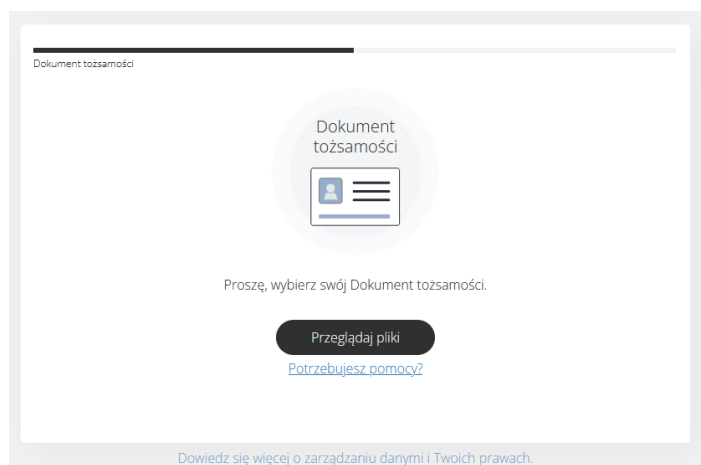 Dokument tożsamości
Dokument
tożsamości
Proszę, wybierz swój Dokument tożsamości.
Przeglądaj pliki
Potrzebujesz pomocy?
Dowiedz się więcej o zarządzaniu danymi i Twoich prawach.